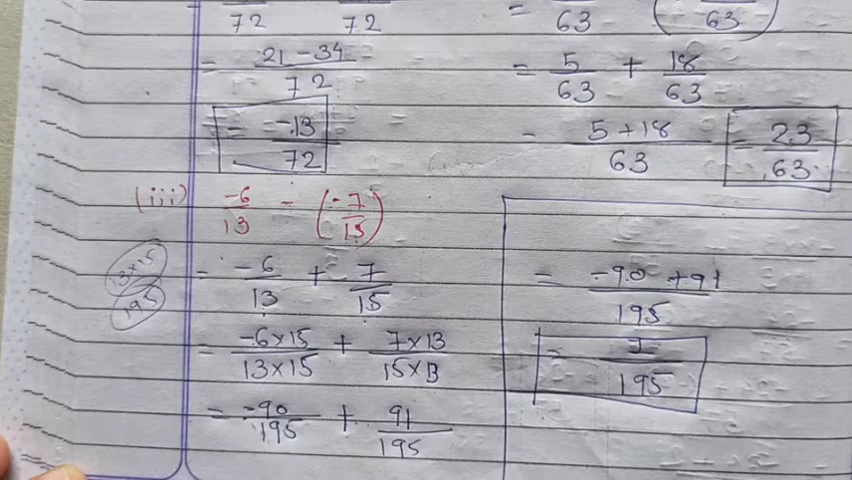 72 72
= 21 - 34 / 72
= -13 / 72
= 63 63
= 5/63 + 18/63
- 5 + 18 / 63 = 23/63
(iii) -6/13 - (-7/15)
13×15
195
= -6/13 + 7/15
= -6×15 / 13×15 + 7×13 / 15×13
= -90/195 + 91/195
= -90 + 91 / 195
= 1/195